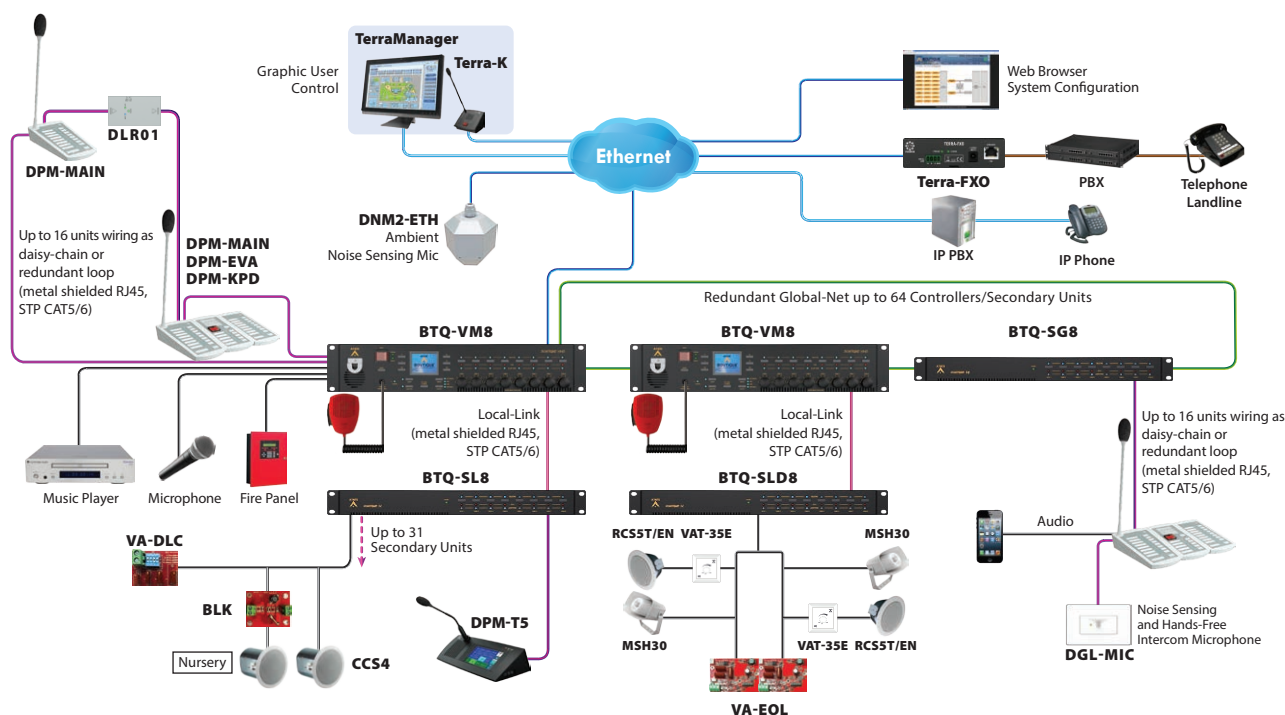 TerraManager
Terra-K
Graphic User
Control
Web Browser
System Configuration
DLR01
DPM-MAIN
Ethernet
TERRA-FXS
Terra-FXO
PBX
Telephone
Landline
DNM2-ETH
Ambient
Noise Sensing Mic
IP PBX
IP Phone
Up to 16 units wiring as
daisy-chain or
redundant loop
(metal shielded RJ45,
STP CAT5/6)
DPM-MAIN
DPM-EVA
DPM-KPD
Redundant Global-Net up to 64 Controllers/Secondary Units
BTQ-VM8
BTQ-VM8
BTQ-SG8
Local-Link
(metal shielded RJ45,
STP CAT5/6)
Local-Link
(metal shielded RJ45,
STP CAT5/6)
Up to 16 units wiring as
daisy-chain or
redundant loop
(metal shielded RJ45,
STP CAT5/6)
Music Player
Microphone
Fire Panel
BTQ-SL8
BTQ-SLD8
Up to 31
Secondary Units
VA-DLC
BLK
Nursery
CCS4
DPM-T5
RCS5T/EN
VAT-35E
MSH30
MSH30
VAT-35E
RCS5T/EN
VA-EOL
Audio
Noise Sensing
and Hands-Free
Intercom Microphone
DGL-MIC